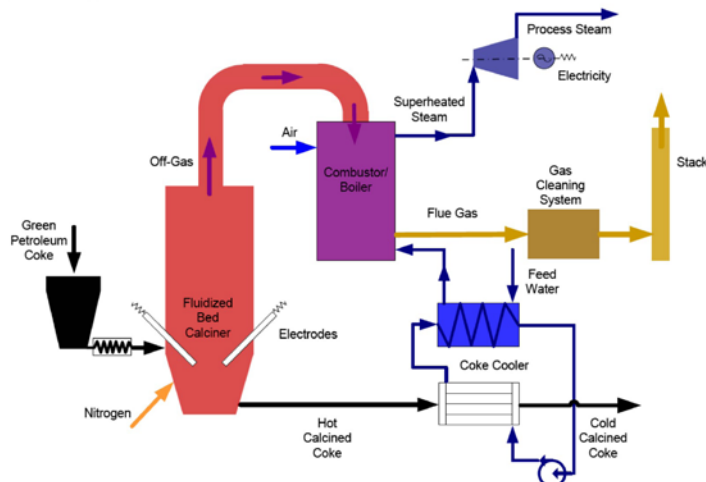 Process Steam
Electricity
Superheated
Steam
Air
Off-Gas
Combustor/
Boiler
Gas
Cleaning
System
Stack
Green
Petroleum
Coke
Flue Gas
Feed
Water
Fluidized
Bed
Calciner
Electrodes
Coke Cooler
Nitrogen
Hot
Calcined
Coke
Cold
Calcined
Coke